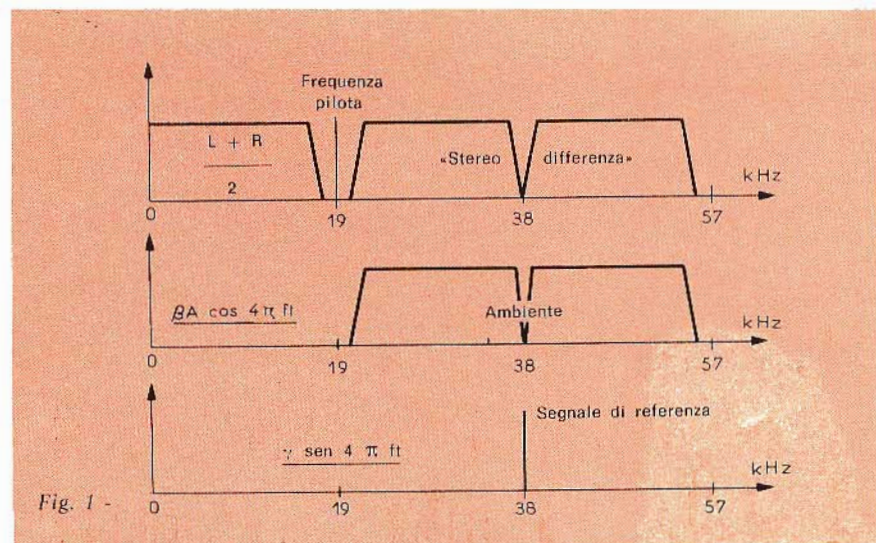 Frequenza
pilota
L + R
2
«Stereo differenza»
kHz
0 19 38 57
βA cos 4π ft
Ambiente
kHz
0 19 38 57
Segnale di referenza
γ sen 4 π ft
kHz
Fig. 1 -
0 19 38 57